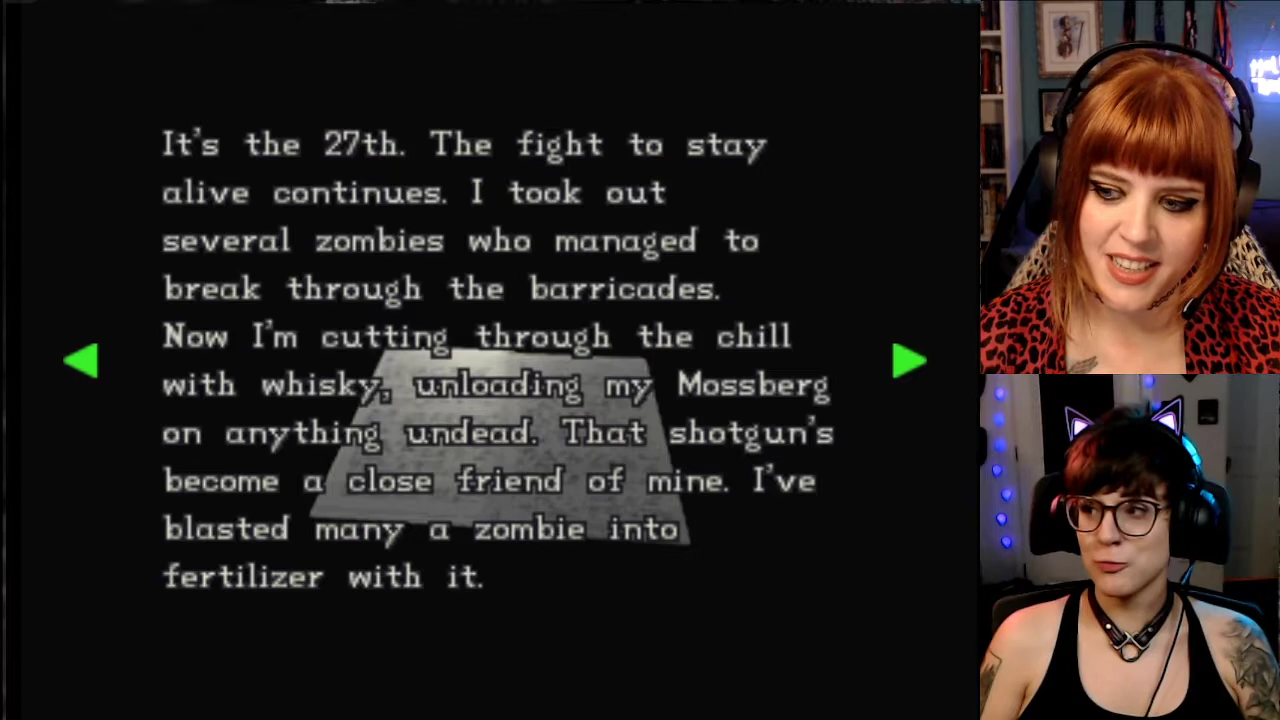 It's the 27th. The fight to stay
alive continues. I took out
several zombies who managed to
break through the barricades.
Now I'm cutting through the chill
with whisky, unloading my Mossberg
on anything undead. That shotgun's
become a close friend of mine. I've
blasted many a zombie into
fertilizer with it.